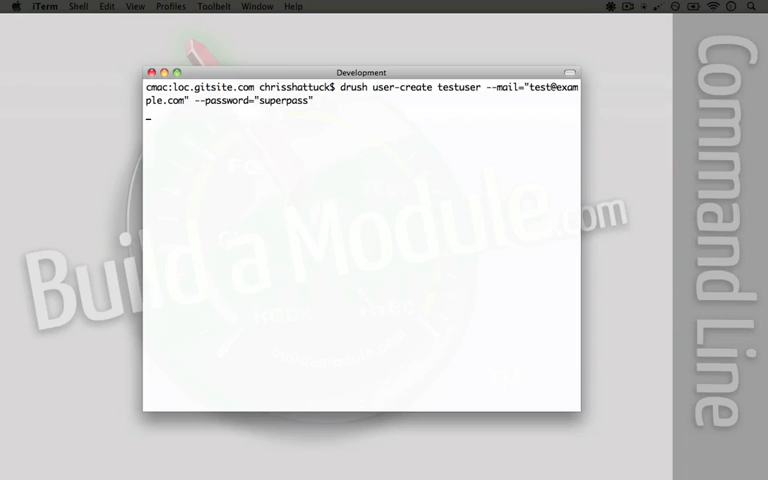 iTerm Shell Edit View Profiles Toolbelt Window Help
Development
cmac:loc.gitsite.com chrisshattuck$ drush user-create testuser --mail="test@exam
ple.com" --password="superpass"
Build a Module.com
Command Line